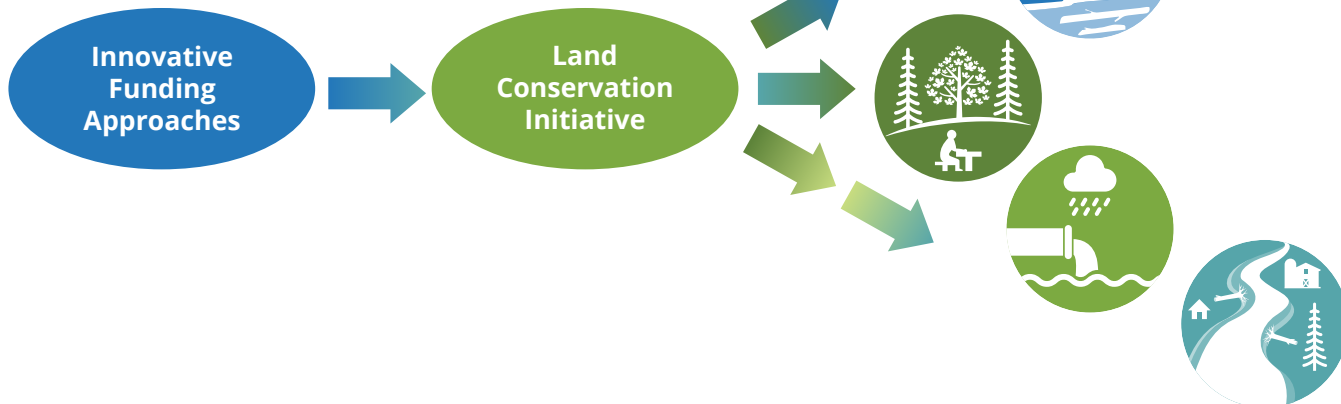 Innovative
Funding
Approaches
Land
Conservation
Initiative